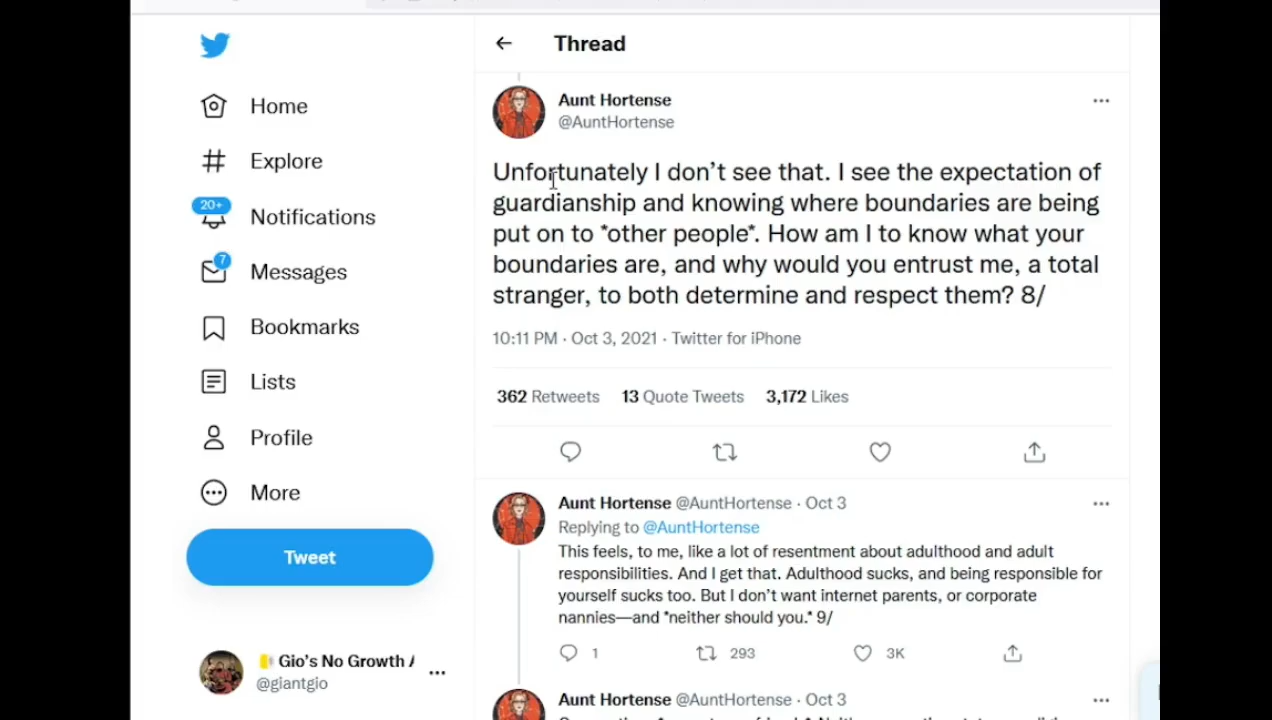 Thread
Home
Explore
20+
Notifications
7
Messages
Bookmarks
Lists
Profile
More
Tweet
Gio's No Growth
@giantgio
Aunt Hortense
@AuntHortense
Unfortunately I don't see that. I see the expectation of
guardianship and knowing where boundaries are being
put on to *other people*. How am I to know what your
boundaries are, and why would you entrust me, a total
stranger, to both determine and respect them? 8/
10:11 PM · Oct 3, 2021 · Twitter for iPhone
362 Retweets 13 Quote Tweets 3,172 Likes
Aunt Hortense @AuntHortense · Oct 3
Replying to @AuntHortense
This feels, to me, like a lot of resentment about adulthood and adult
responsibilities. And I get that. Adulthood sucks, and being responsible for
yourself sucks too. But I don't want internet parents, or corporate
nannies—and *neither should you.* 9/
1 293 3K
Aunt Hortense @AuntHortense · Oct 3